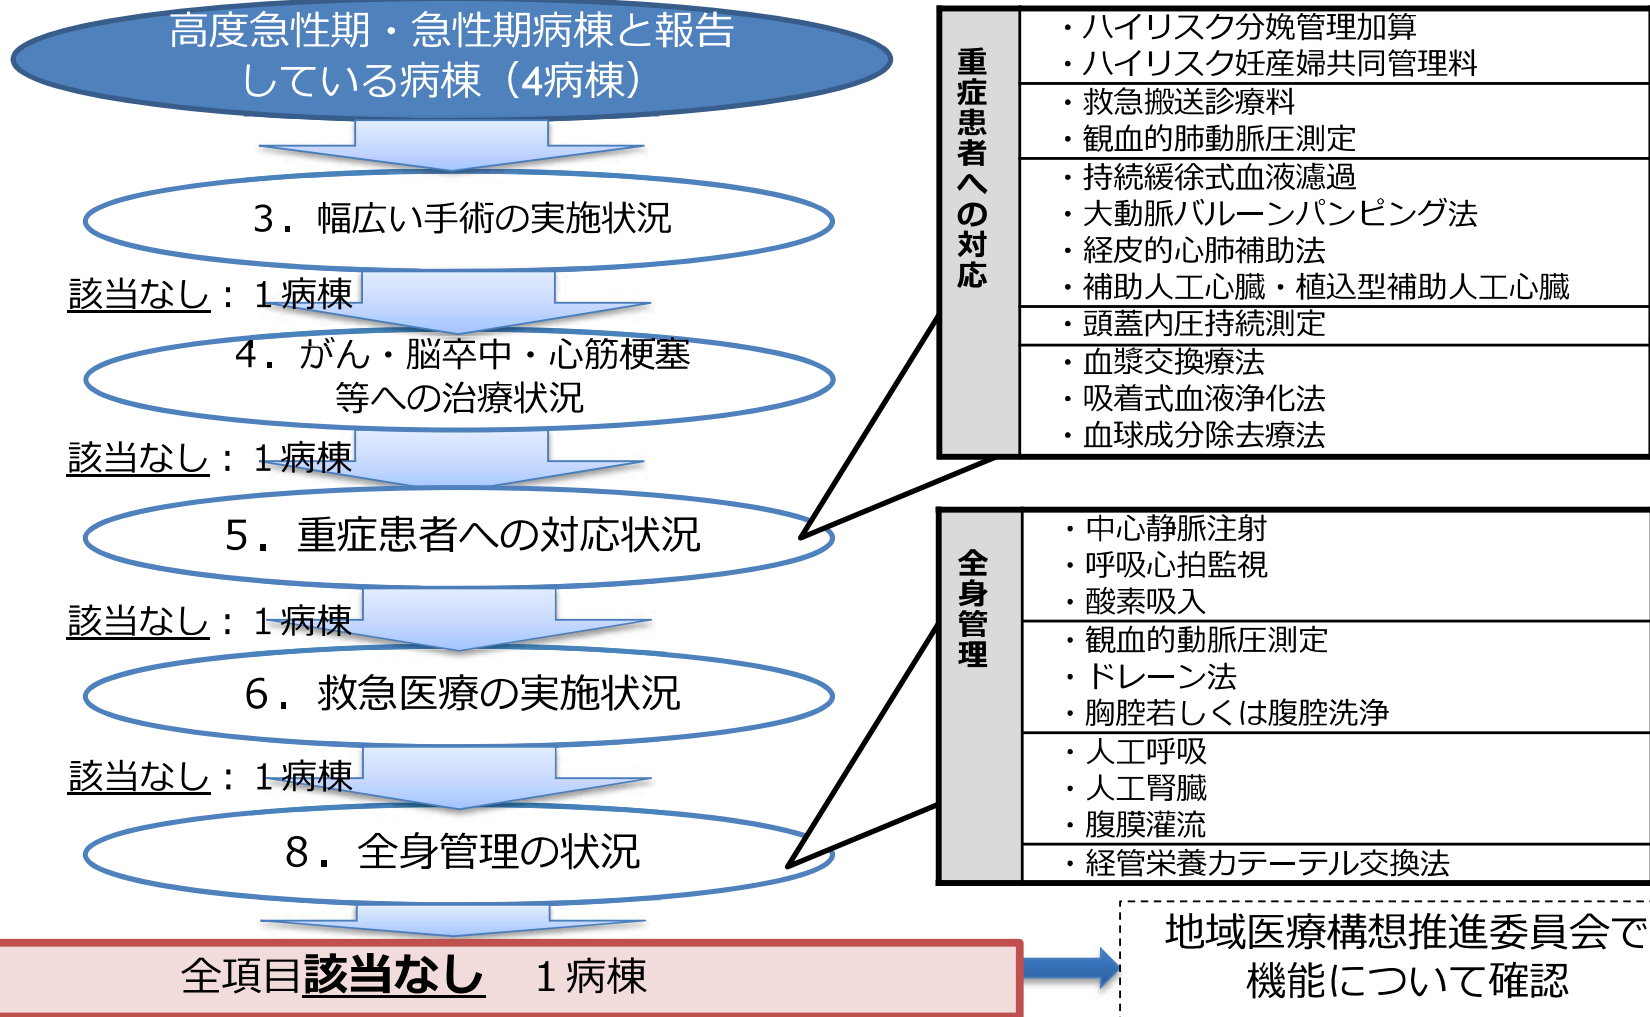 高度急性期・急性期病棟と報告
している病棟（4病棟）
３．幅広い手術の実施状況
該当なし：１病棟
４．がん・脳卒中・心筋梗塞
等への治療状況
該当なし：１病棟
５．重症患者への対応状況
該当なし：１病棟
６．救急医療の実施状況
該当なし：１病棟
８．全身管理の状況
全項目該当なし　１病棟
重症患者への対応
・ハイリスク分娩管理加算
・ハイリスク妊産婦共同管理料
・救急搬送診療料
・観血的肺動脈圧測定
・持続緩徐式血液濾過
・大動脈バルーンパンピング法
・経皮的心肺補助法
・補助人工心臓・植込型補助人工心臓
・頭蓋内圧持続測定
・血漿交換療法
・吸着式血液浄化法
・血球成分除去療法
全身管理
・中心静脈注射
・呼吸心拍監視
・酸素吸入
・観血的動脈圧測定
・ドレーン法
・胸腔若しくは腹腔洗浄
・人工呼吸
・人工腎臓
・腹膜灌流
・経管栄養カテーテル交換法
地域医療構想推進委員会で
機能について確認